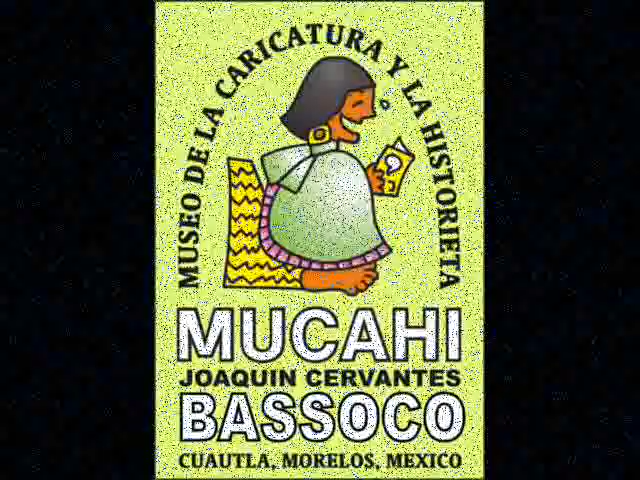 MUSEO DE LA CARICATURA Y LA HISTORIETA
MUCAHI
JOAQUIN CERVANTES
BASSOCO
CUAUTLA, MORELOS, MEXICO